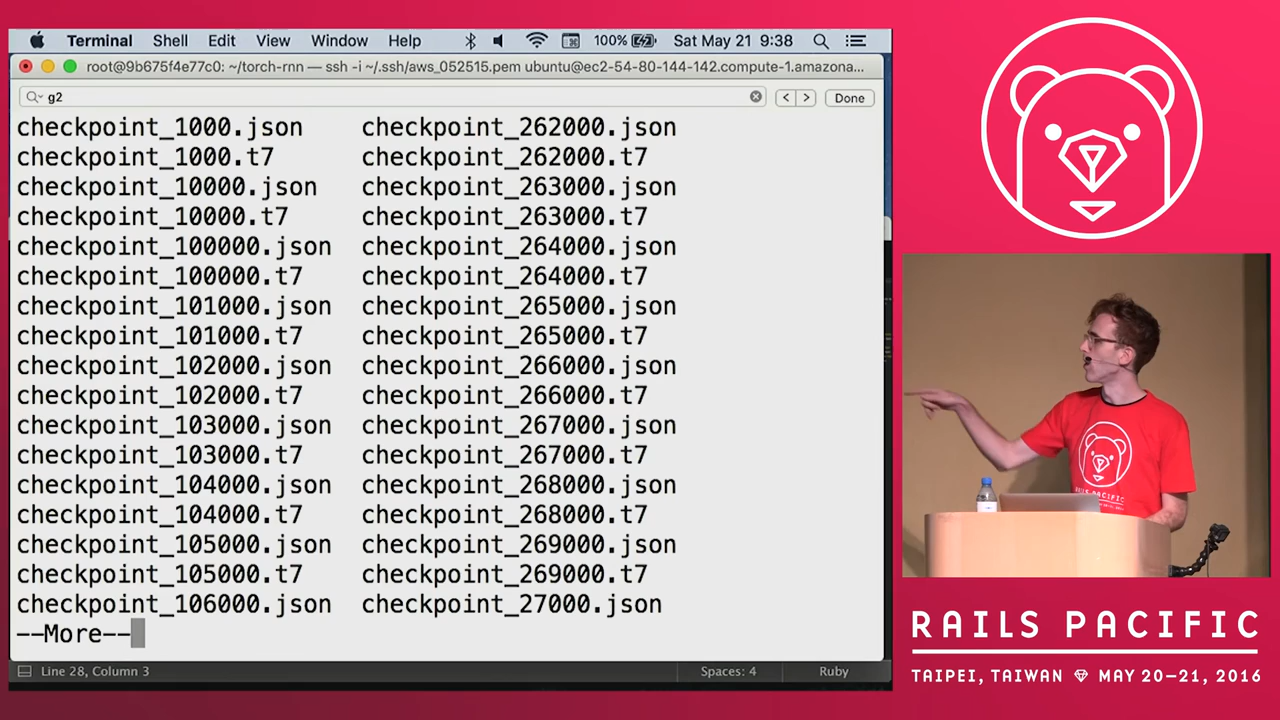 Terminal Shell Edit View Window Help 100% Sat May 21 9:38
root@9b675f4e77c0: ~/torch-rnn — ssh -i ~/.ssh/aws_052515.pem ubuntu@ec2-54-80-144-142.compute-1.amazona...
g2 < > Done
checkpoint_1000.json checkpoint_262000.json
checkpoint_1000.t7 checkpoint_262000.t7
checkpoint_10000.json checkpoint_263000.json
checkpoint_10000.t7 checkpoint_263000.t7
checkpoint_100000.json checkpoint_264000.json
checkpoint_100000.t7 checkpoint_264000.t7
checkpoint_101000.json checkpoint_265000.json
checkpoint_101000.t7 checkpoint_265000.t7
checkpoint_102000.json checkpoint_266000.json
checkpoint_102000.t7 checkpoint_266000.t7
checkpoint_103000.json checkpoint_267000.json
checkpoint_103000.t7 checkpoint_267000.t7
checkpoint_104000.json checkpoint_268000.json
checkpoint_104000.t7 checkpoint_268000.t7
checkpoint_105000.json checkpoint_269000.json
checkpoint_105000.t7 checkpoint_269000.t7
checkpoint_106000.json checkpoint_27000.json
--More--
Line 28, Column 3 Spaces: 4 Ruby
RAILS PACIFIC
RAILS PACIFIC
TAIPEI, TAIWAN MAY 20–21, 2016